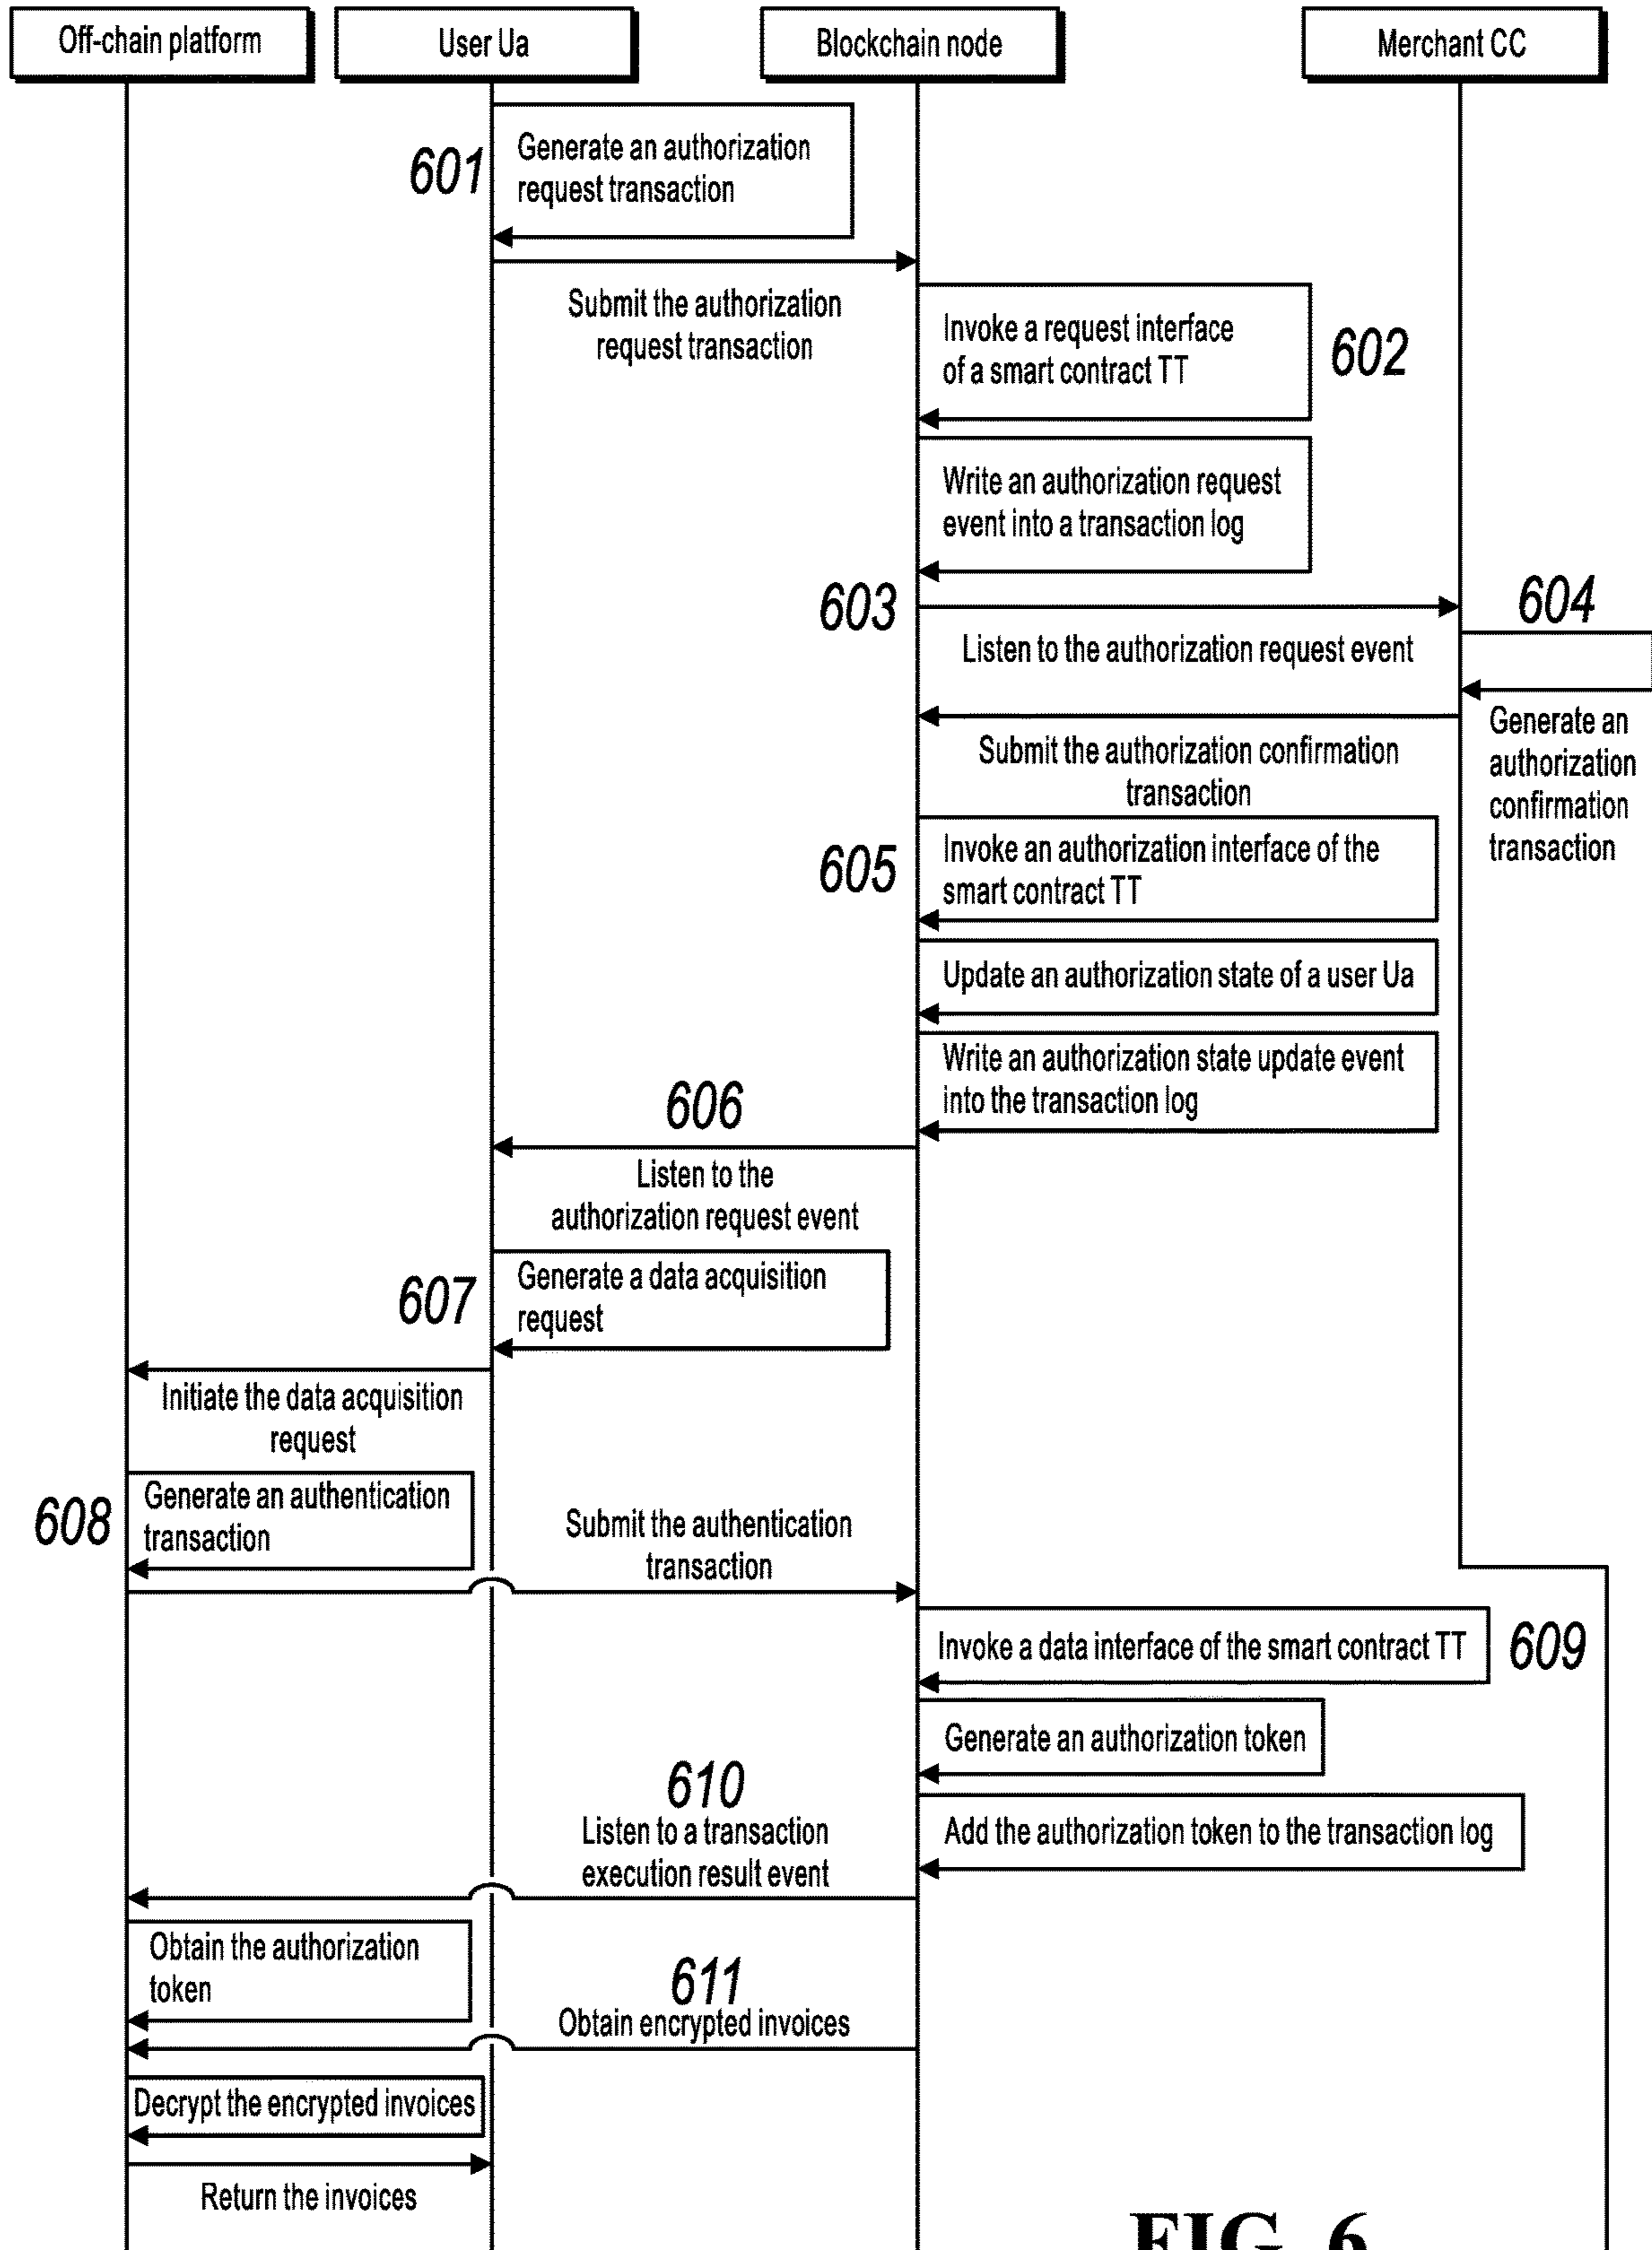 Off-chain platform
User Ua
Blockchain node
Merchant CC
601
Generate an authorization
request transaction
Submit the authorization
request transaction
Invoke a request interface
of a smart contract TT
602
Write an authorization request
event into a transaction log
603
604
Listen to the authorization request event
Generate an
authorization
confirmation
transaction
Submit the authorization confirmation
transaction
605
Invoke an authorization interface of the
smart contract TT
Update an authorization state of a user Ua
Write an authorization state update event
into the transaction log
606
Listen to the
authorization request event
607
Generate a data acquisition
request
Initiate the data acquisition
request
608
Generate an authentication
transaction
Submit the authentication
transaction
Invoke a data interface of the smart contract TT
609
Generate an authorization token
610
Listen to a transaction
execution result event
Add the authorization token to the transaction log
Obtain the authorization
token
611
Obtain encrypted invoices
Decrypt the encrypted invoices
Return the invoices
FIG. 6